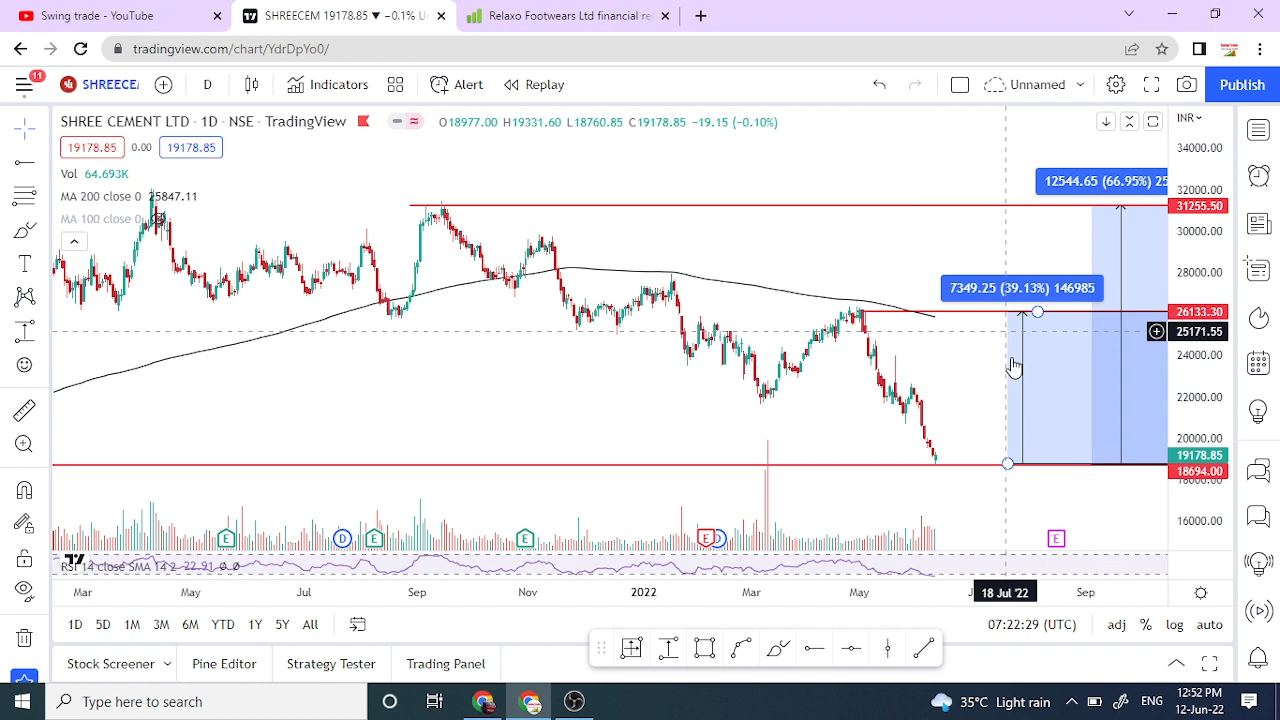 Swing trade - YouTube
SHREECEM 19178.85 ▼ −0.1% U
Relaxo Footwears Ltd financial re
tradingview.com/chart/YdrDpYo0/
11
SHREECE
D
Indicators
Alert
Replay
Unnamed
Publish
SHREE CEMENT LTD · 1D · NSE · TradingView
O18977.00 H19331.60 L18760.85 C19178.85 −19.15 (−0.10%)
INR
19178.85 0.00 19178.85
Vol 64.693K
MA 200 close 0 25847.11
MA 100 close 0
12544.65 (66.95%) 25
7349.25 (39.13%) 146985
34000.00
32000.00
31255.50
30000.00
28000.00
26133.30
25171.55
24000.00
22000.00
20000.00
19178.85
18694.00
18000.00
16000.00
E D E E E D E
RSI 14 close SMA 14 2 22.91 0 0
Mar May Jul Sep Nov 2022 Mar May 18 Jul '22 Sep
1D 5D 1M 3M 6M YTD 1Y 5Y All
07:22:29 (UTC) adj % log auto
Stock Screener Pine Editor Strategy Tester Trading Panel
Type here to search
35°C Light rain
ENG
12:52 PM
12-Jun-22